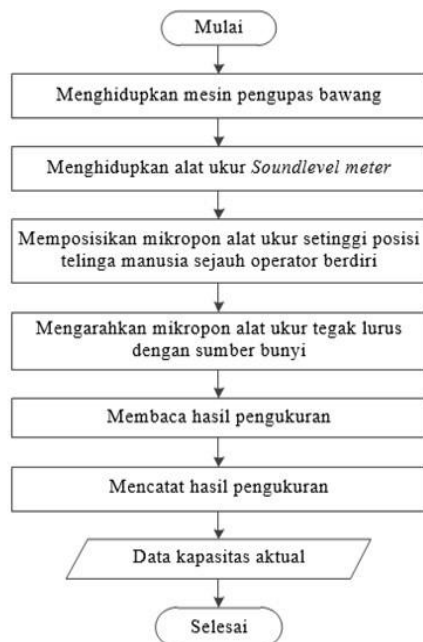 Mulai
Menghidupkan mesin pengupas bawang
Menghidupkan alat ukur Soundlevel meter
Memposisikan mikropon alat ukur setinggi posisi
telinga manusia sejauh operator berdiri
Mengarahkan mikropon alat ukur tegak lurus
dengan sumber bunyi
Membaca hasil pengukuran
Mencatat hasil pengukuran
Data kapasitas aktual
Selesai